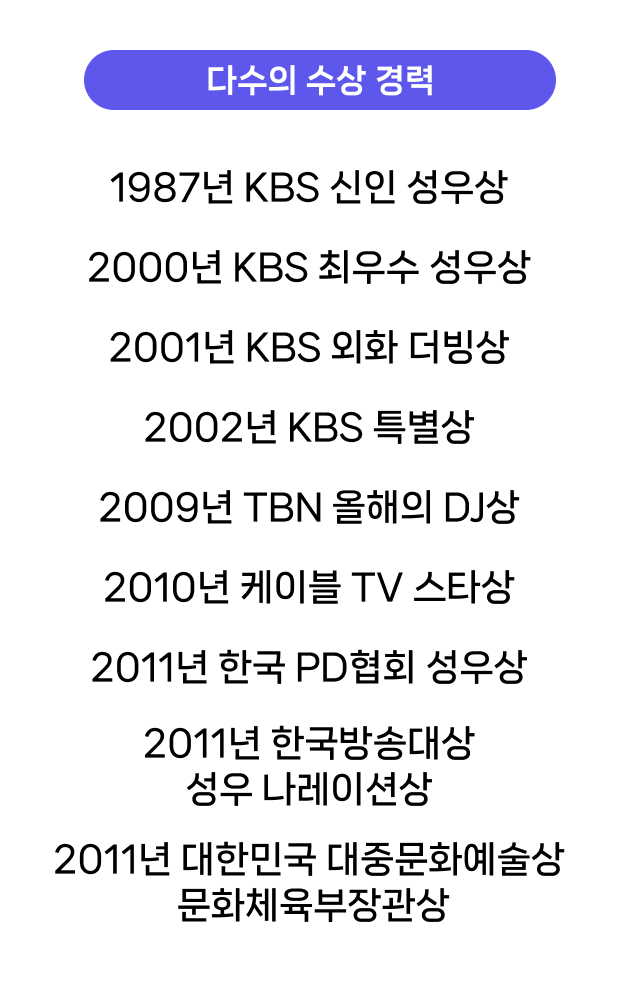 다수의 수상 경력
1987년 KBS 신인 성우상
2000년 KBS 최우수 성우상
2001년 KBS 외화 더빙상
2002년 KBS 특별상
2009년 TBN 올해의 DJ상
2010년 케이블 TV 스타상
2011년 한국 PD협회 성우상
2011년 한국방송대상
성우 나레이션상
2011년 대한민국 대중문화예술상
문화체육부장관상